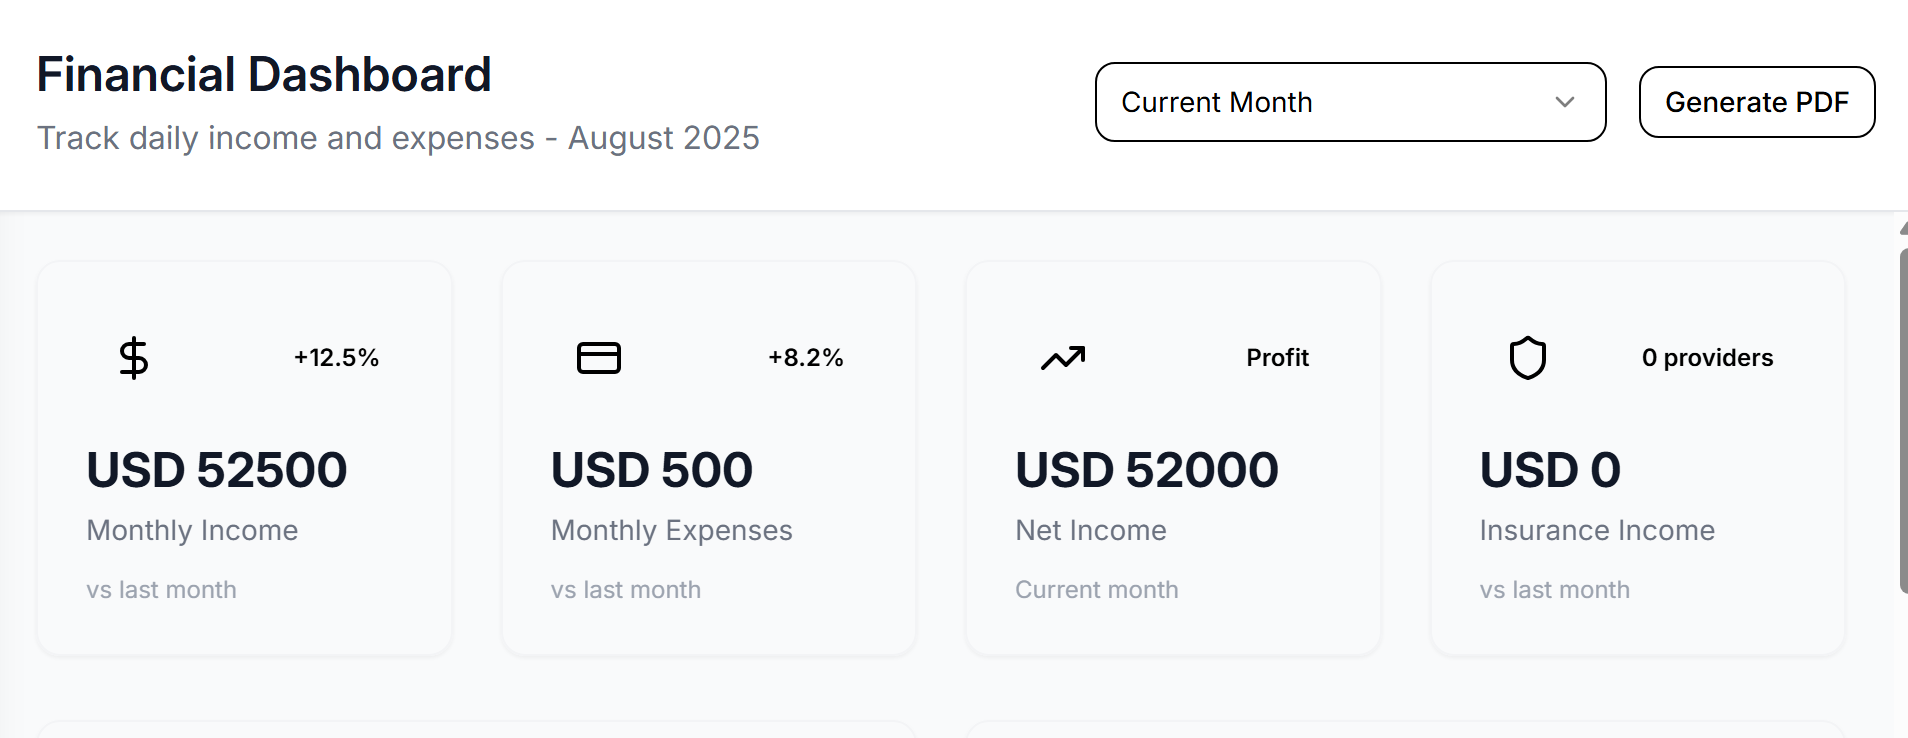 Financial Dashboard
Track daily income and expenses - August 2025
Current Month
Generate PDF
+12.5%
USD 52500
Monthly Income
vs last month
+8.2%
USD 500
Monthly Expenses
vs last month
Profit
USD 52000
Net Income
Current month
0 providers
USD 0
Insurance Income
vs last month